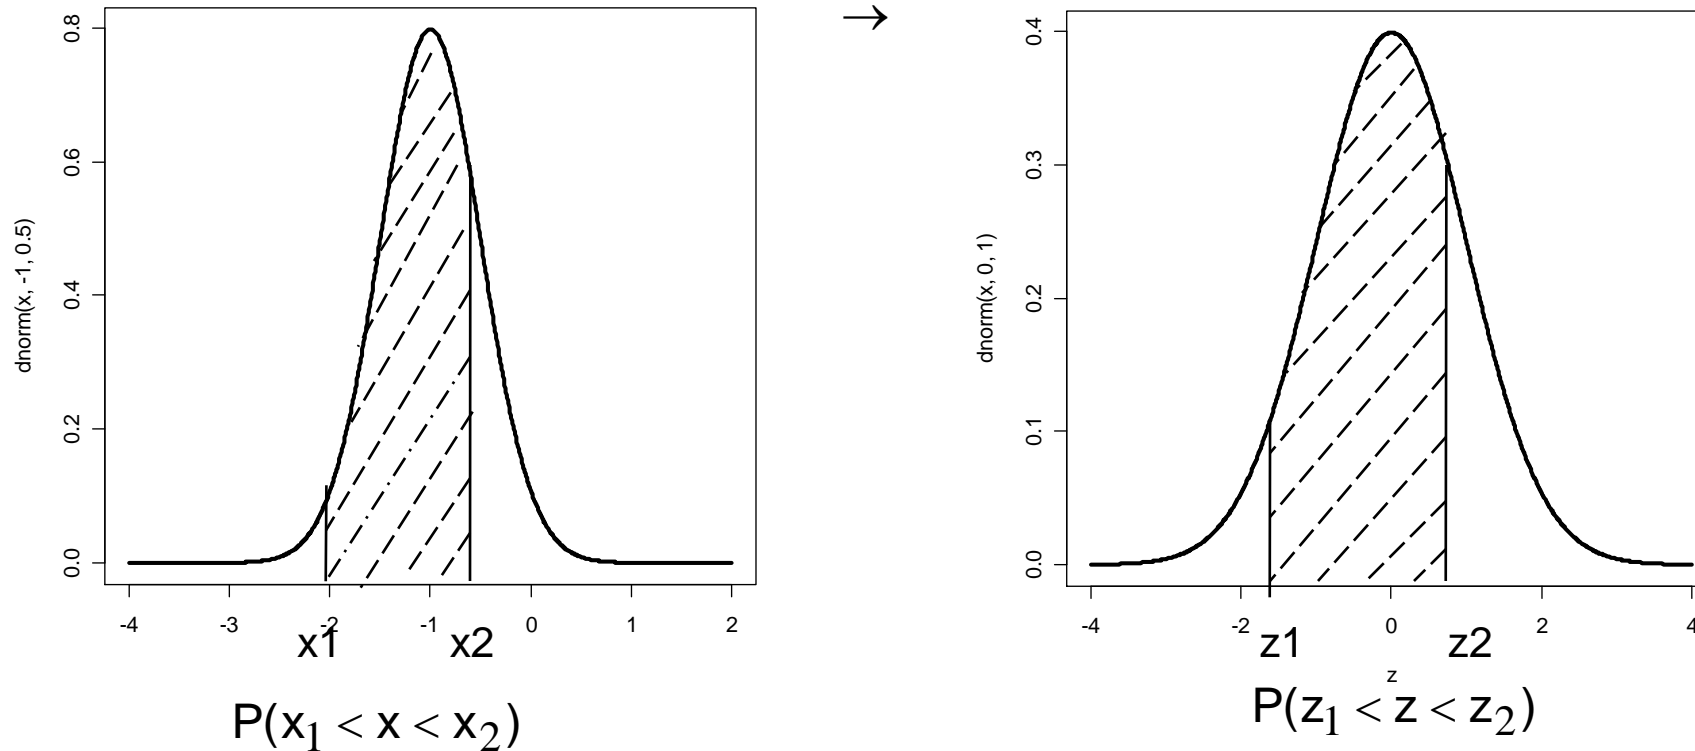 →
dnorm(x, -1, 0.5)
0.8
0.6
0.4
0.2
0.0
-4 -3 -2 -1 0 1 2
x1 x2
P(x₁ < x < x₂)
dnorm(x, 0, 1)
0.4
0.3
0.2
0.1
0.0
-4 -2 0 2 4
z1 z2
z
P(z₁ < z < z₂)